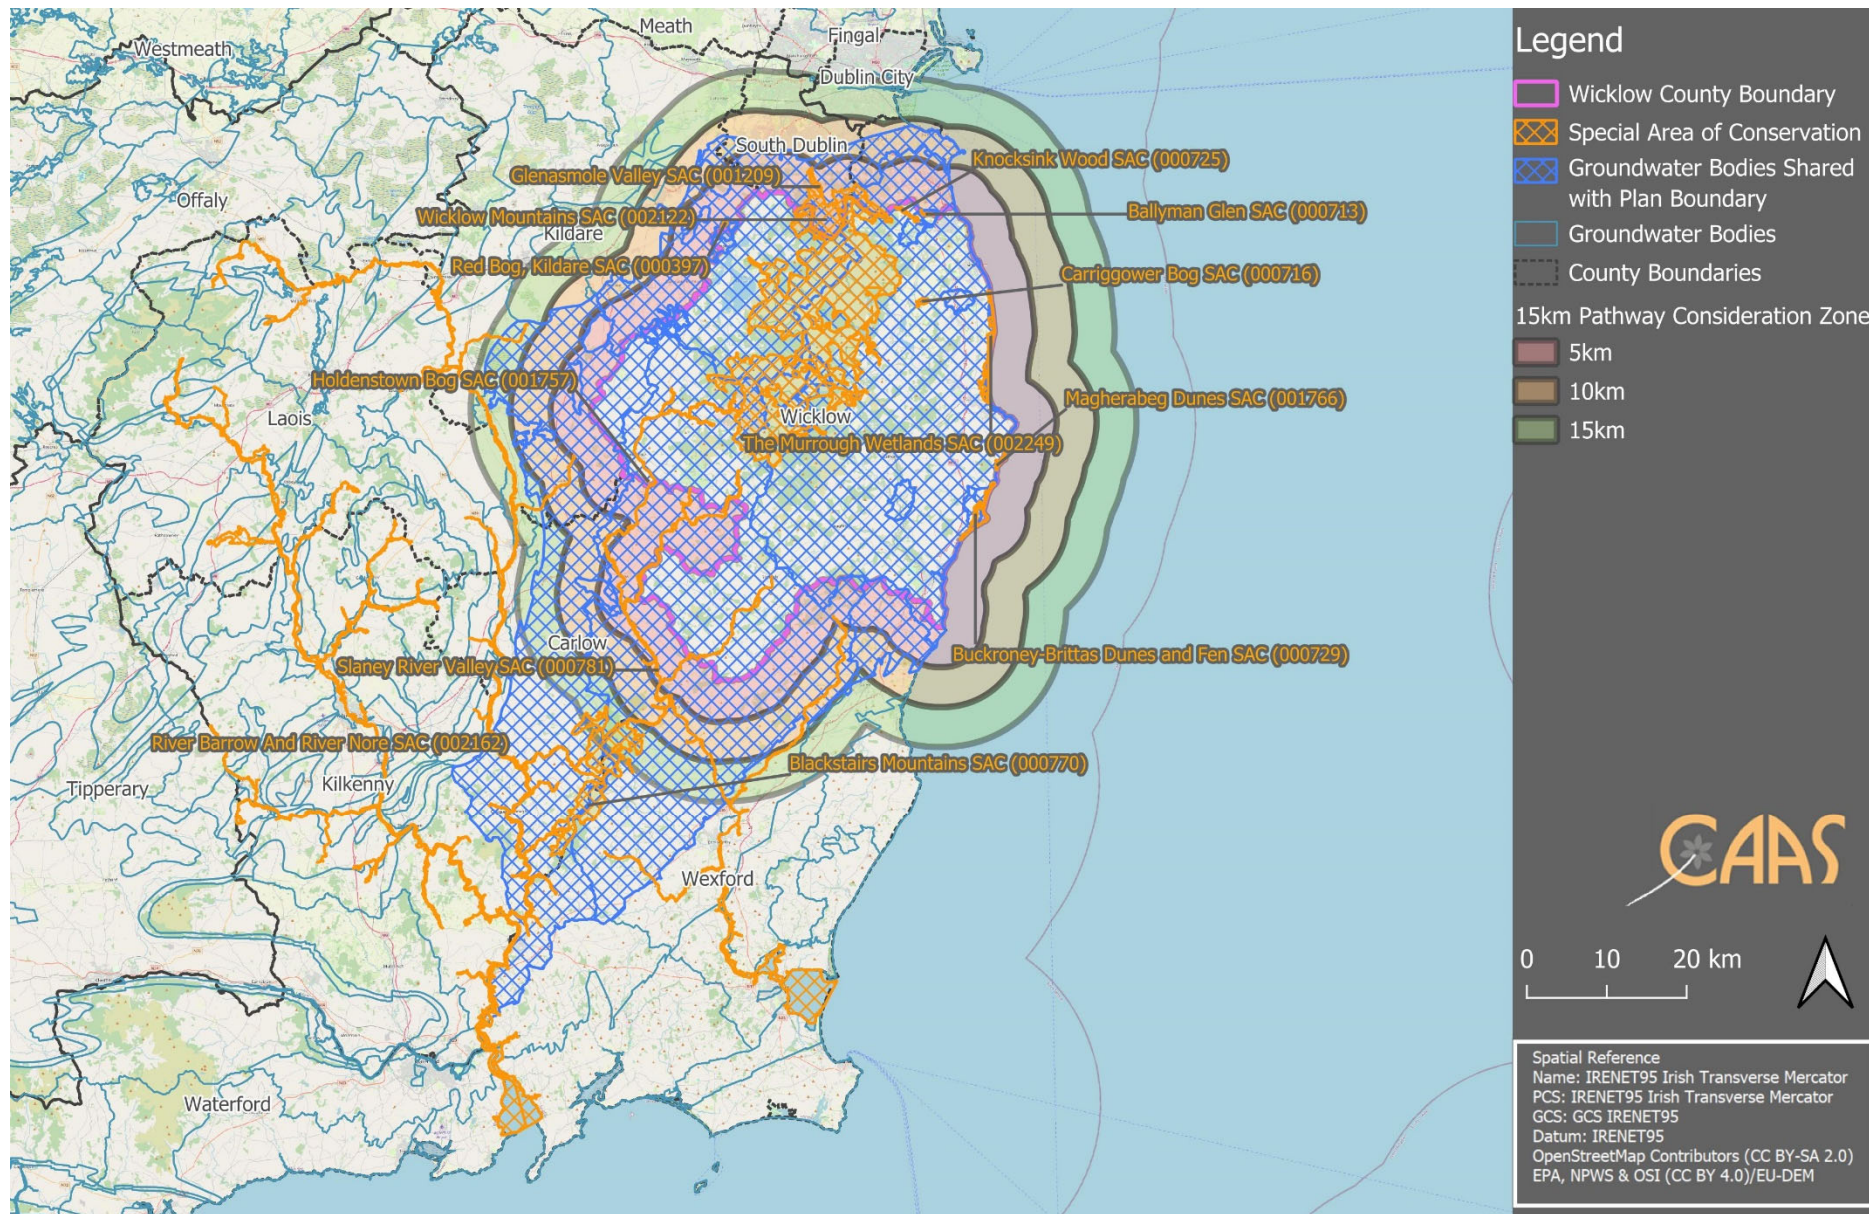 Meath
Fingal
Westmeath
Dublin City
South Dublin
Knocksink Wood SAC (000725)
Glenasmole Valley SAC (001209)
Offaly
Wicklow Mountains SAC (002122)
Ballyman Glen SAC (000713)
Kildare
Red Bog, Kildare SAC (000397)
Carriggower Bog SAC (000716)
Holdenstown Bog SAC (001757)
Magherabeg Dunes SAC (001766)
Laois
Wicklow
The Murrough Wetlands SAC (002249)
Carlow
Buckroney-Brittas Dunes and Fen SAC (000729)
Slaney River Valley SAC (000781)
River Barrow And River Nore SAC (002162)
Blackstairs Mountains SAC (000770)
Tipperary
Kilkenny
Wexford
Waterford
Legend
Wicklow County Boundary
Special Area of Conservation
Groundwater Bodies Shared
with Plan Boundary
Groundwater Bodies
County Boundaries
15km Pathway Consideration Zone
5km
10km
15km
CAAS
0 10 20 km
Spatial Reference
Name: IRENET95 Irish Transverse Mercator
PCS: IRENET95 Irish Transverse Mercator
GCS: GCS IRENET95
Datum: IRENET95
OpenStreetMap Contributors (CC BY-SA 2.0)
EPA, NPWS & OSI (CC BY 4.0)/EU-DEM